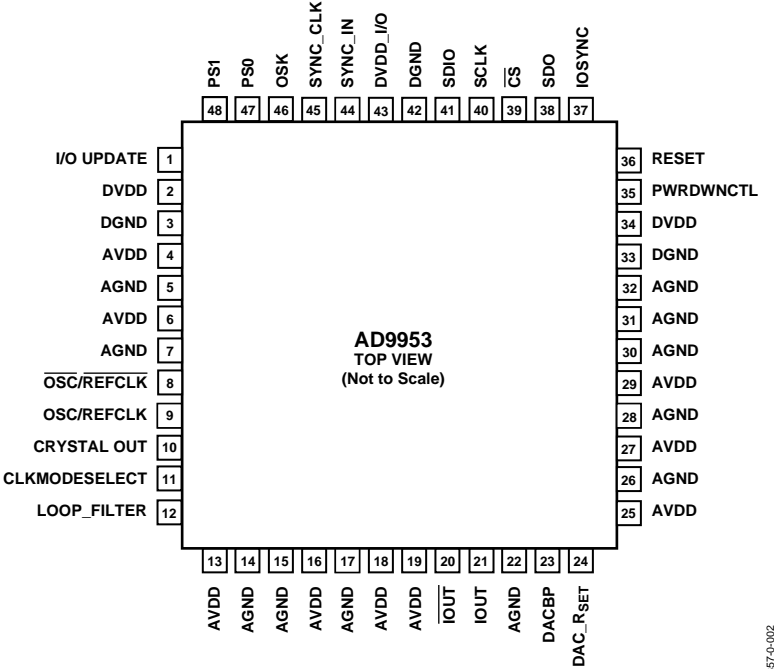 PS1
PS0
OSK
SYNC_CLK
SYNC_IN
DVDD_I/O
DGND
SDIO
SCLK
CS
SDO
IOSYNC
48 47 46 45 44 43 42 41 40 39 38 37
I/O UPDATE 1
DVDD 2
DGND 3
AVDD 4
AGND 5
AVDD 6
AGND 7
OSC/REFCLK 8
OSC/REFCLK 9
CRYSTAL OUT 10
CLKMODESELECT 11
LOOP_FILTER 12
AD9953
TOP VIEW
(Not to Scale)
36 RESET
35 PWRDWNCTL
34 DVDD
33 DGND
32 AGND
31 AGND
30 AGND
29 AVDD
28 AGND
27 AVDD
26 AGND
25 AVDD
13 14 15 16 17 18 19 20 21 22 23 24
AVDD
AGND
AGND
AVDD
AGND
AVDD
AVDD
IOUT
IOUT
AGND
DACBP
DAC_RSET
57-0-002